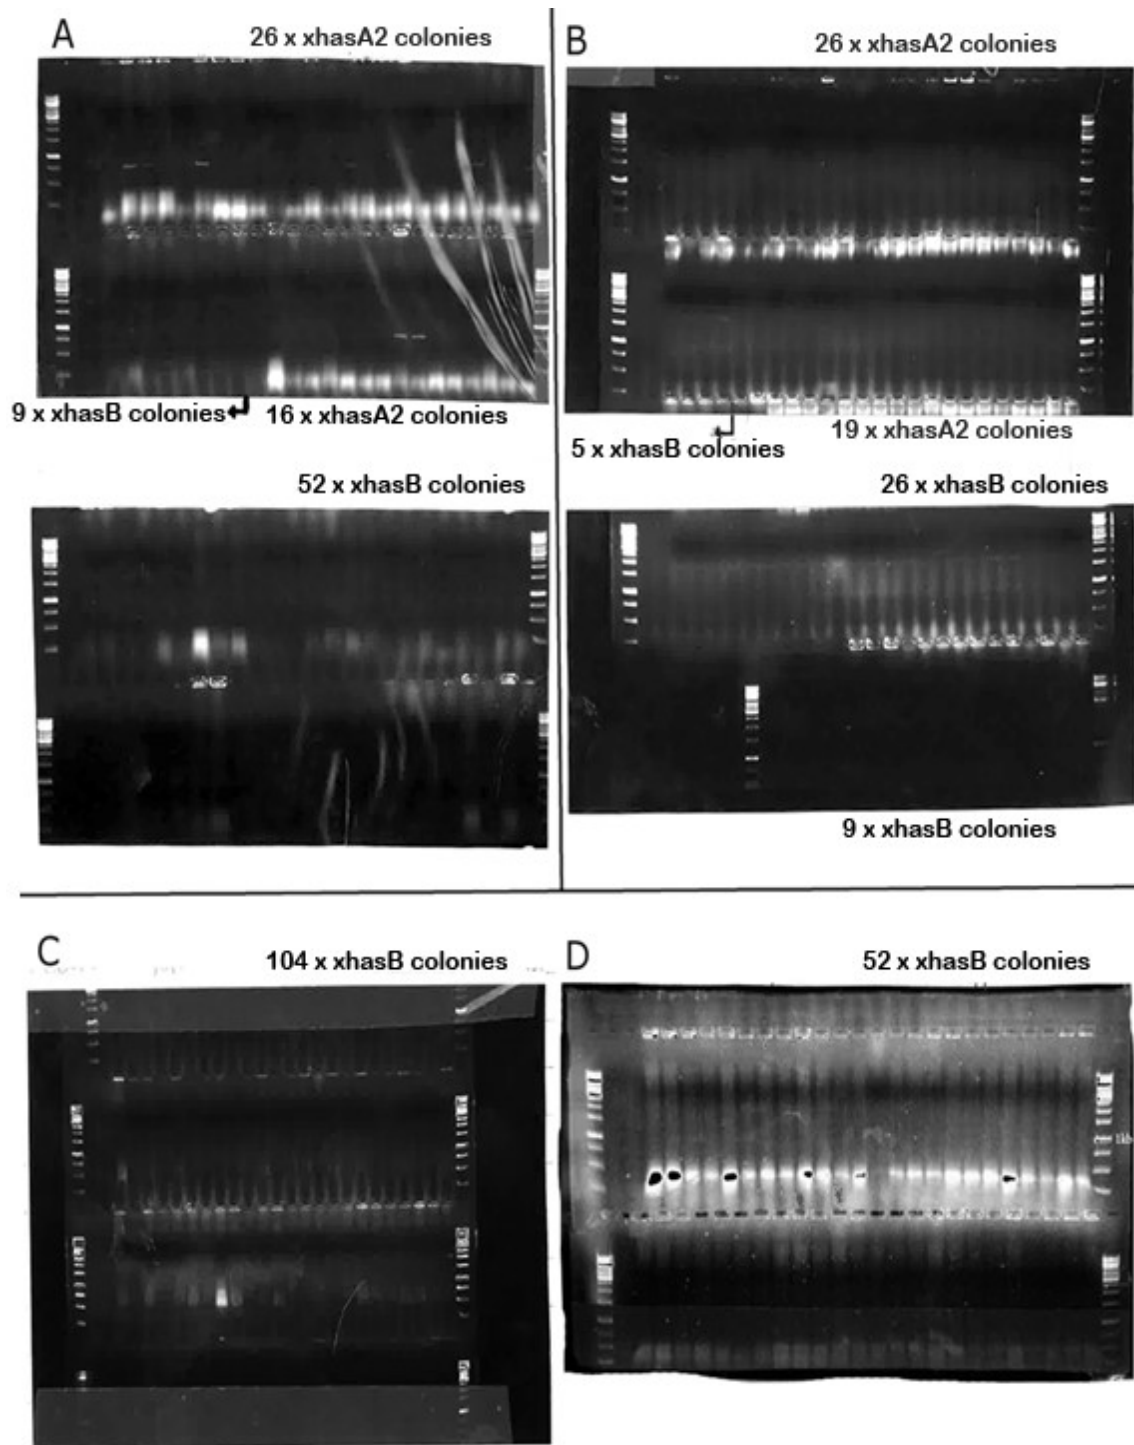 A
26 x xhasA2 colonies
9 x xhasB colonies
16 x xhasA2 colonies
52 x xhasB colonies
B
26 x xhasA2 colonies
5 x xhasB colonies
19 x xhasA2 colonies
26 x xhasB colonies
9 x xhasB colonies
C
104 x xhasB colonies
D
52 x xhasB colonies
1kb